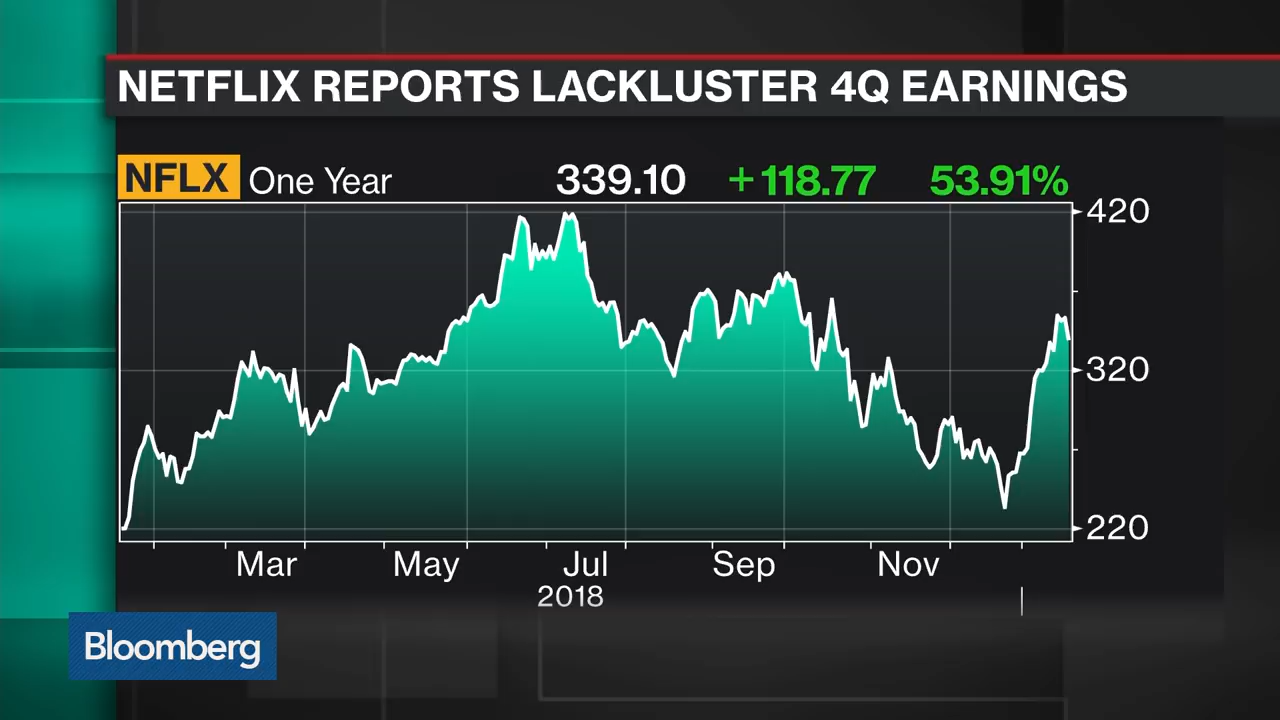 NETFLIX REPORTS LACKLUSTER 4Q EARNINGS
NFLX One Year 339.10 +118.77 53.91%
420
320
220
Mar May Jul Sep Nov
2018
Bloomberg